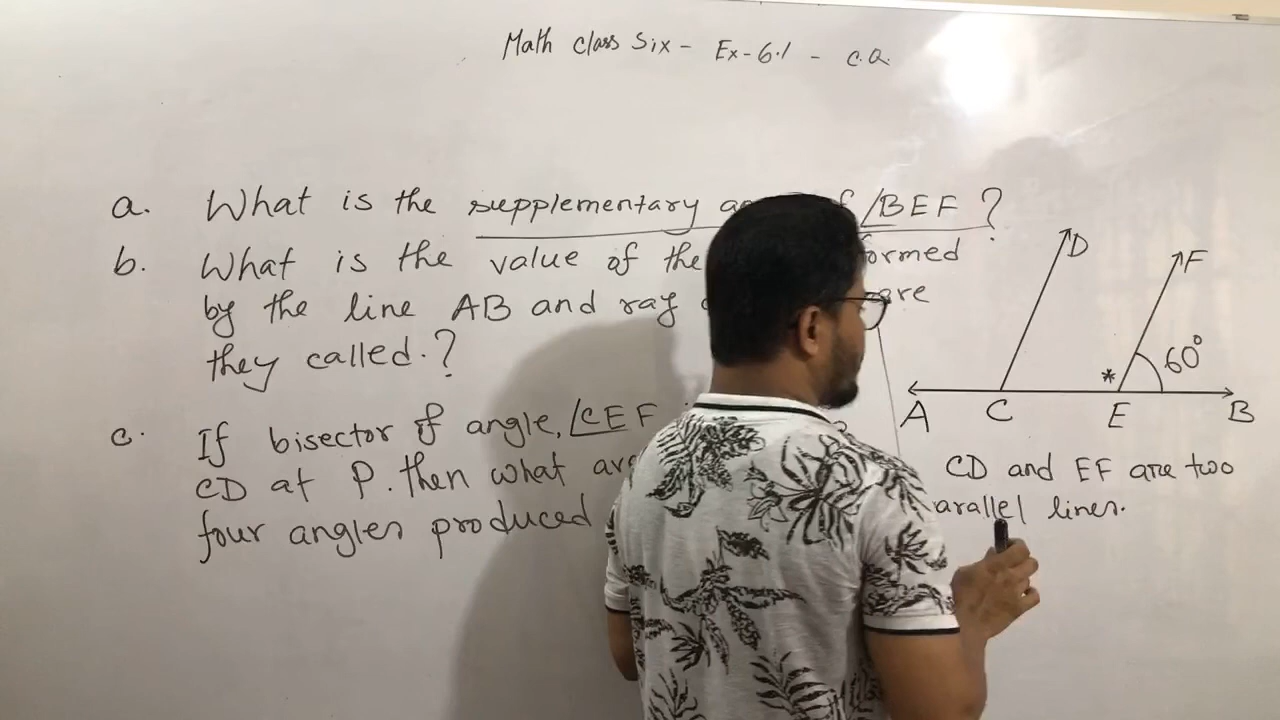 Math class Six - Ex-6.1 - C.Q.
a. What is the supplementary of ∠BEF ?
b. What is the value of the formed
by the line AB and ray are
they called.?
c. If bisector of angle, ∠CEF
CD at P. then what
four angles produced
D
F
60°
*
A C E B
CD and EF are two
lines.